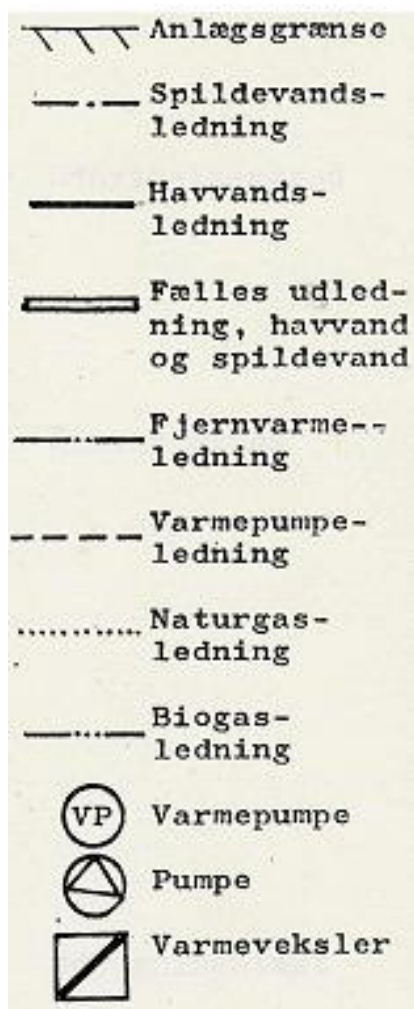 Anlægsgrænse
Spildevands-
ledning
Havvands-
ledning
Fælles udled-
ning, havvand
og spildevand
Fjernvarme--
ledning
Varmepumpe-
ledning
Naturgas-
ledning
Biogas-
ledning
VP Varmepumpe
Pumpe
Varmeveksler